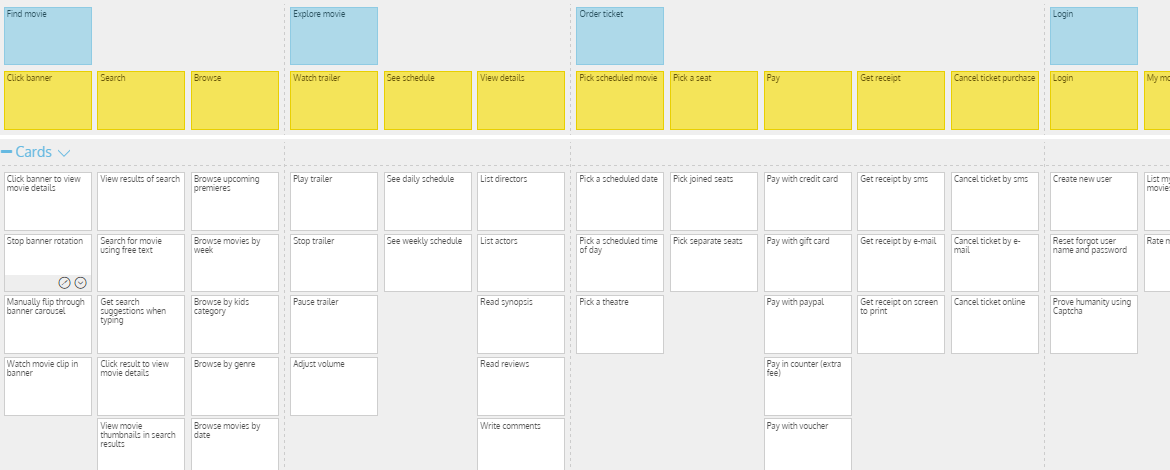 Find movie
Explore movie
Order ticket
Login
Click banner
Search
Browse
Watch trailer
See schedule
View details
Pick scheduled movie
Pick a seat
Pay
Get receipt
Cancel ticket purchase
Login
My
Cards
Click banner to view
movie details
View results of search
Browse upcoming
premieres
Play trailer
See daily schedule
List directors
Pick a scheduled date
Pick joined seats
Pay with credit card
Get receipt by sms
Cancel ticket by sms
Create new user
List my
movies
Stop banner rotation
Search for movie
using free text
Browse movies by
week
Stop trailer
See weekly schedule
List actors
Pick a scheduled time
of day
Pick separate seats
Pay with gift card
Get receipt by e-mail
Cancel ticket by e-
mail
Reset forgot user
name and password
Rate
Manually flip through
banner carousel
Get search
suggestions when
typing
Browse by kids
category
Pause trailer
Read synopsis
Pick a theatre
Pay with paypal
Get receipt on screen
to print
Cancel ticket online
Prove humanity using
Captcha
Watch movie clip in
banner
Click result to view
movie details
Browse by genre
Adjust volume
Read reviews
Pay in counter (extra
fee)
View movie
thumbnails in search
results
Browse movies by
date
Write comments
Pay with voucher